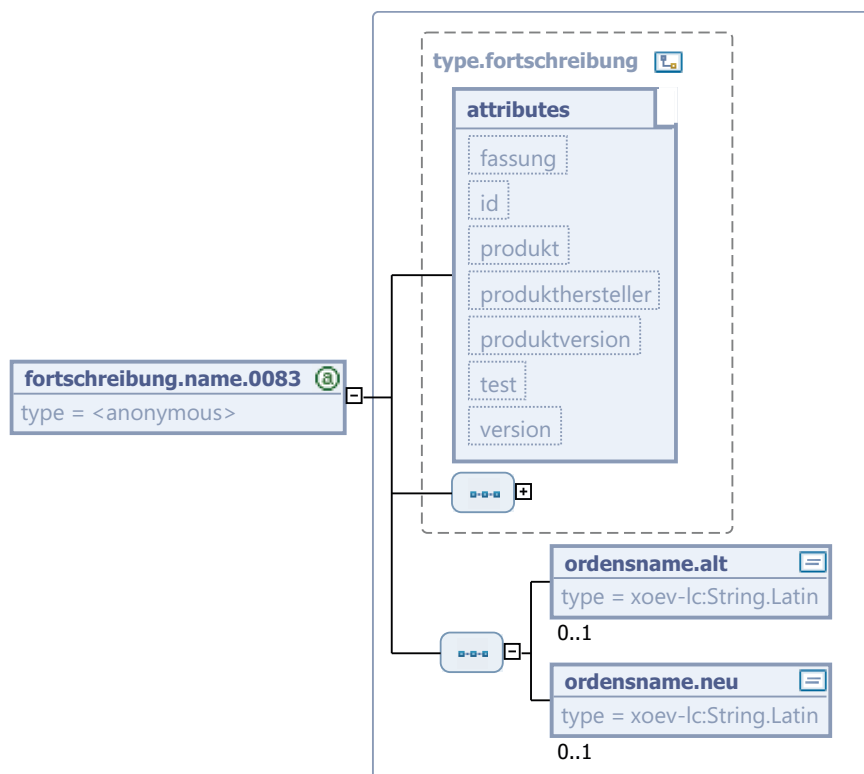 type.fortschreibung
attributes
fassung
id
produkt
produkthersteller
produktversion
test
version
fortschreibung.name.0083 a
type = <anonymous>
ordensname.alt
type = xoev-lc:String.Latin
0..1
ordensname.neu
type = xoev-lc:String.Latin
0..1